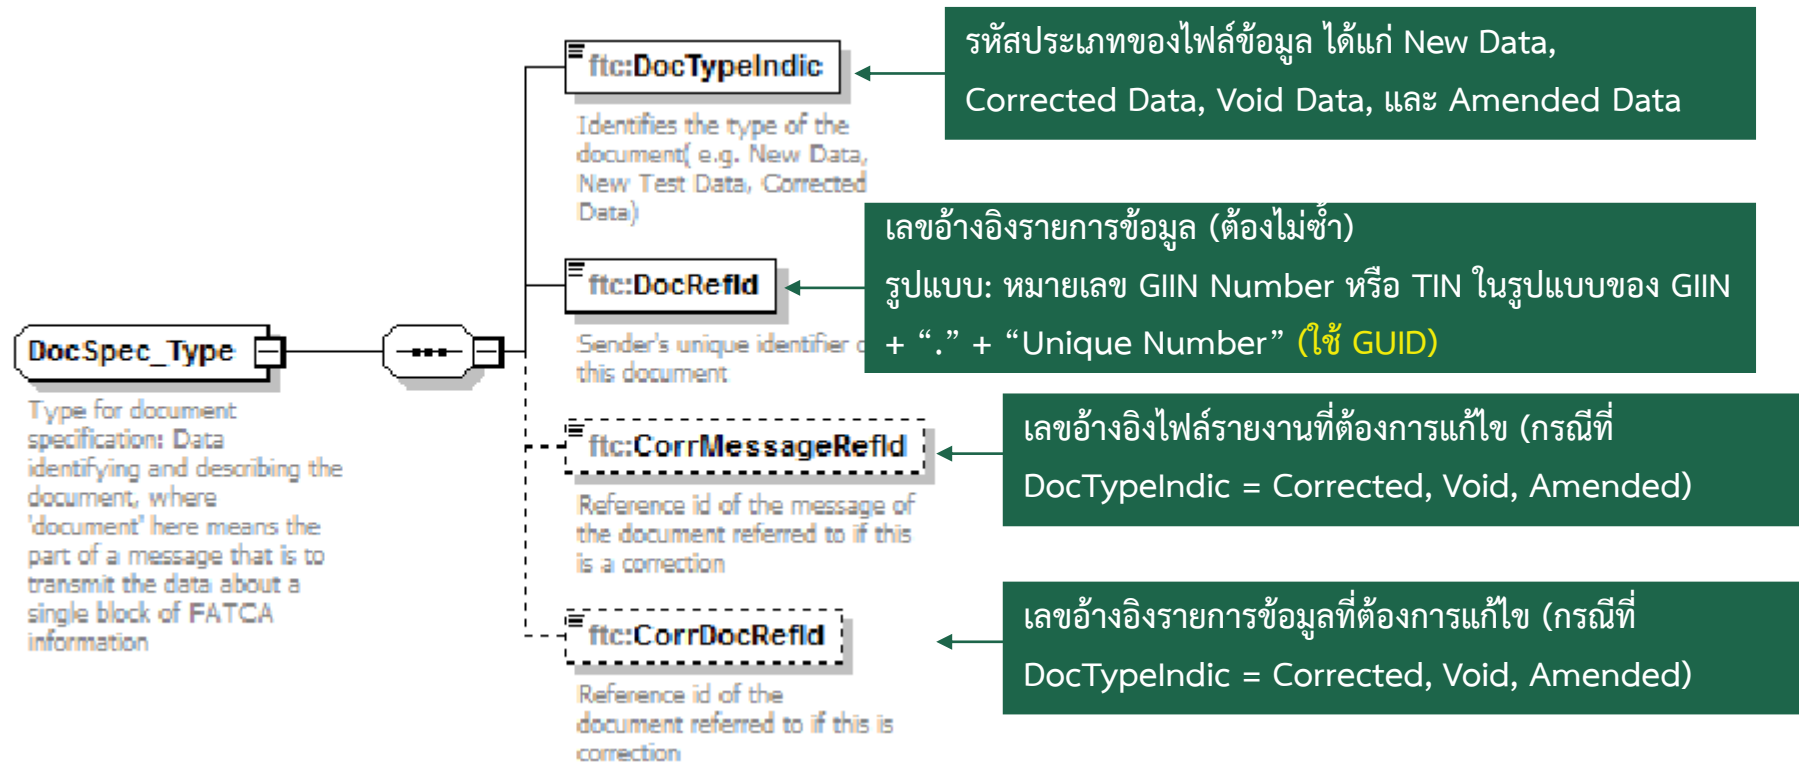 ftc:DocTypeIndic
Identifies the type of the
document( e.g. New Data,
New Test Data, Corrected
Data)
รหัสประเภทของไฟล์ข้อมูล ได้แก่ New Data,
Corrected Data, Void Data, และ Amended Data
ftc:DocRefId
Sender's unique identifier
this document
เลขอ้างอิงรายการข้อมูล (ต้องไม่ซ้ำ)
รูปแบบ: หมายเลข GIIN Number หรือ TIN ในรูปแบบของ GIIN
+ “.” + “Unique Number” (ใช้ GUID)
DocSpec_Type
Type for document
specification: Data
identifying and describing the
document, where
'document' here means the
part of a message that is to
transmit the data about a
single block of FATCA
information
ftc:CorrMessageRefId
Reference id of the message of
the document referred to if this
is a correction
เลขอ้างอิงไฟล์รายงานที่ต้องการแก้ไข (กรณีที่
DocTypeIndic = Corrected, Void, Amended)
ftc:CorrDocRefId
Reference id of the
document referred to if this is
correction
เลขอ้างอิงรายการข้อมูลที่ต้องการแก้ไข (กรณีที่
DocTypeIndic = Corrected, Void, Amended)